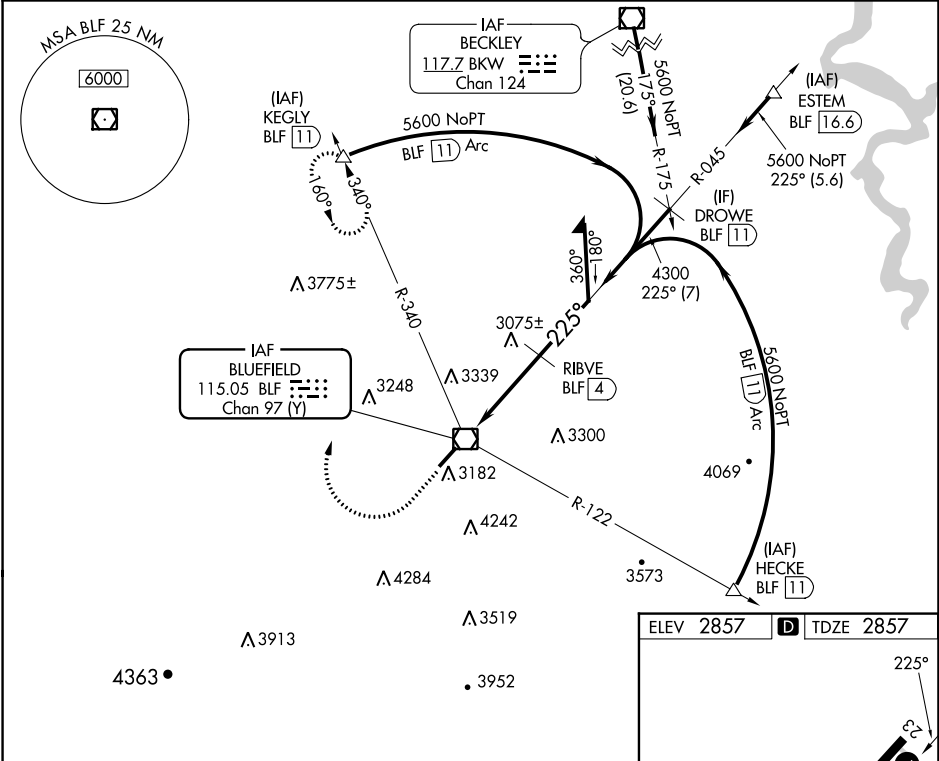 MSA BLF 25 NM
6000
IAF
BECKLEY
117.7 BKW
Chan 124
5600 NoPT
175°
(20.6)
R-175
(IAF)
ESTEM
BLF 16.6
5600 NoPT
225° (5.6)
R-045
(IAF)
KEGLY
BLF 11
5600 NoPT
BLF 11 Arc
340°
160°
(IF)
DROWE
BLF 11
4300
225° (7)
360°
180°
225°
3775±
R-340
3075±
RIBVE
BLF 4
IAF
BLUEFIELD
115.05 BLF
Chan 97 (Y)
3248
3339
3300
5600 NoPT
BLF 11 Arc
4069
3182
R-122
4242
4284
3573
(IAF)
HECKE
BLF 11
3519
3913
4363
3952
ELEV 2857
D
TDZE 2857
225°
23